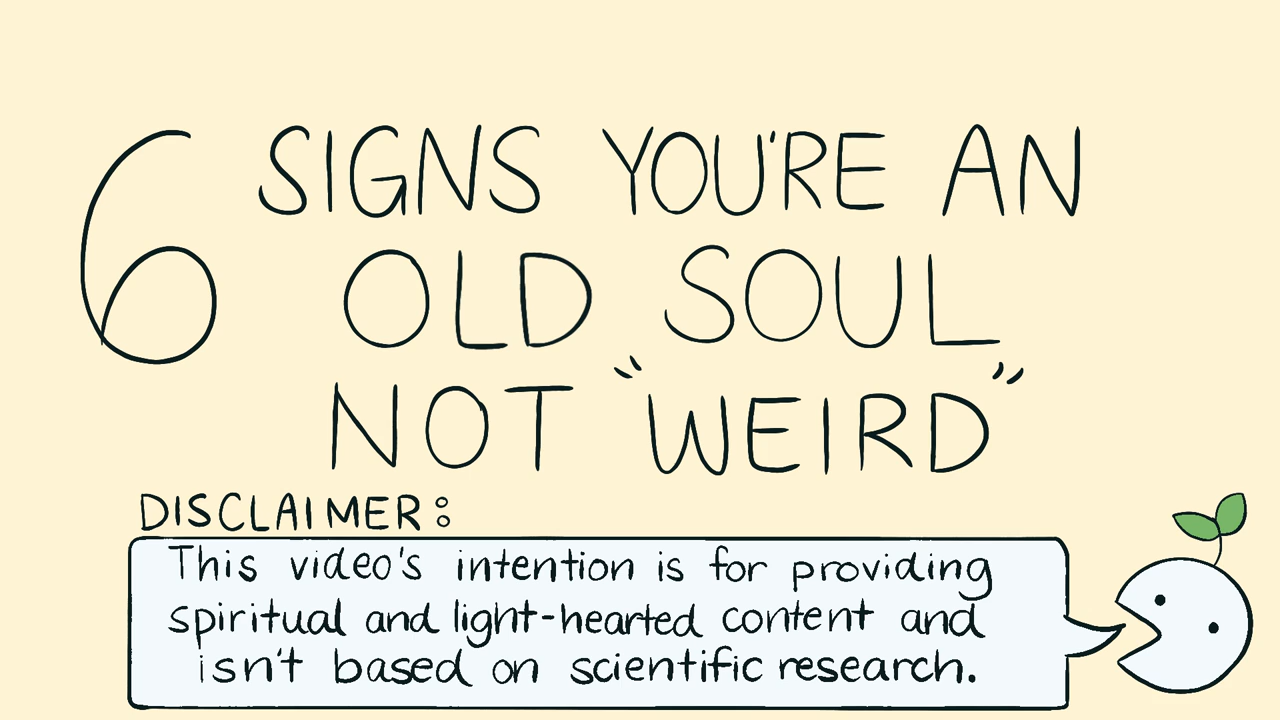 6 SIGNS YOU'RE AN
OLD SOUL
NOT "WEIRD"
DISCLAIMER:
This video's intention is for providing
spiritual and light-hearted content and
isn't based on scientific research.